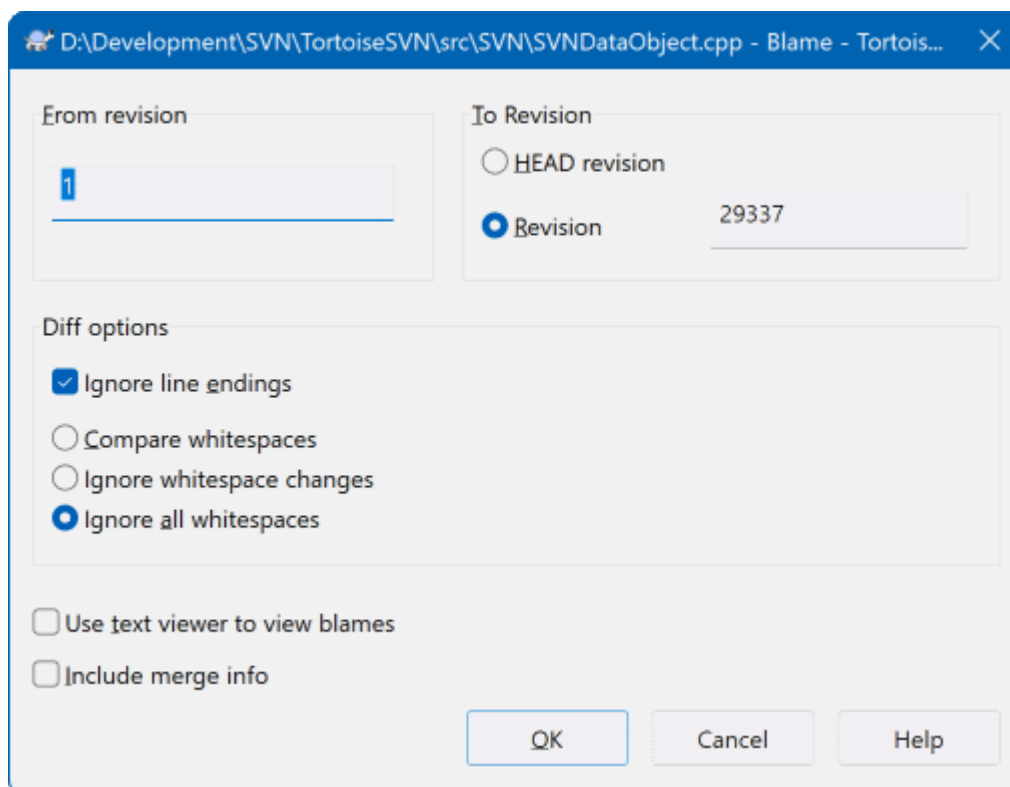 D:\Development\SVN\TortoiseSVN\src\SVN\SVNDataObject.cpp - Blame - Tortois...
From revision
1
To Revision
HEAD revision
Revision
29337
Diff options
Ignore line endings
Compare whitespaces
Ignore whitespace changes
Ignore all whitespaces
Use text viewer to view blames
Include merge info
OK Cancel Help